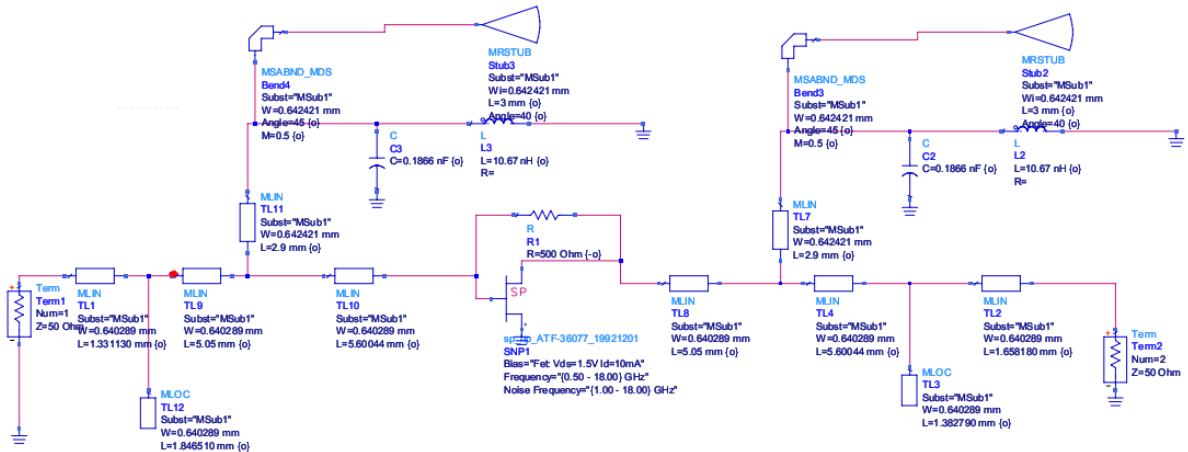 MSABND_MDS
Bend4
Subst="MSub1"
W=0.642421 mm
Angle=45 {o}
M=0.5 {o}
MRSTUB
Stub3
Subst="MSub1"
Wi=0.642421 mm
L=3 mm {o}
Angle=40 {o}
C
C3
C=0.1866 nF {o}
L
L3
L=10.67 nH {o}
R=
MSABND_MDS
Bend3
Subst="MSub1"
W=0.642421 mm
Angle=45 {o}
M=0.5 {o}
MRSTUB
Stub2
Subst="MSub1"
Wi=0.642421 mm
L=3 mm {o}
Angle=40 {o}
C
C2
C=0.1866 nF {o}
L
L2
L=10.67 nH {o}
R=
MLIN
TL11
Subst="MSub1"
W=0.642421 mm
L=2.9 mm {o}
R
R1
R=500 Ohm {-o}
MLIN
TL7
Subst="MSub1"
W=0.642421 mm
L=2.9 mm {o}
Term
Term1
Num=1
Z=50 Ohm
MLIN
TL1
Subst="MSub1"
W=0.640289 mm
L=1.331130 mm {o}
MLIN
TL9
Subst="MSub1"
W=0.640289 mm
L=5.05 mm {o}
MLIN
TL10
Subst="MSub1"
W=0.640289 mm
L=5.60044 mm {o}
SP
SNP1
Bias="Fet: Vds=1.5V Id=10mA"
Frequency="{0.50 - 18.00} GHz"
Noise Frequency="{1.00 - 18.00} GHz"
MLIN
TL8
Subst="MSub1"
W=0.640289 mm
L=5.05 mm {o}
MLIN
TL4
Subst="MSub1"
W=0.640289 mm
L=5.60044 mm {o}
MLIN
TL2
Subst="MSub1"
W=0.640289 mm
L=1.658180 mm {o}
Term
Term2
Num=2
Z=50 Ohm
MLOC
TL12
Subst="MSub1"
W=0.640289 mm
L=1.846510 mm {o}
MLOC
TL3
Subst="MSub1"
W=0.640289 mm
L=1.382790 mm {o}